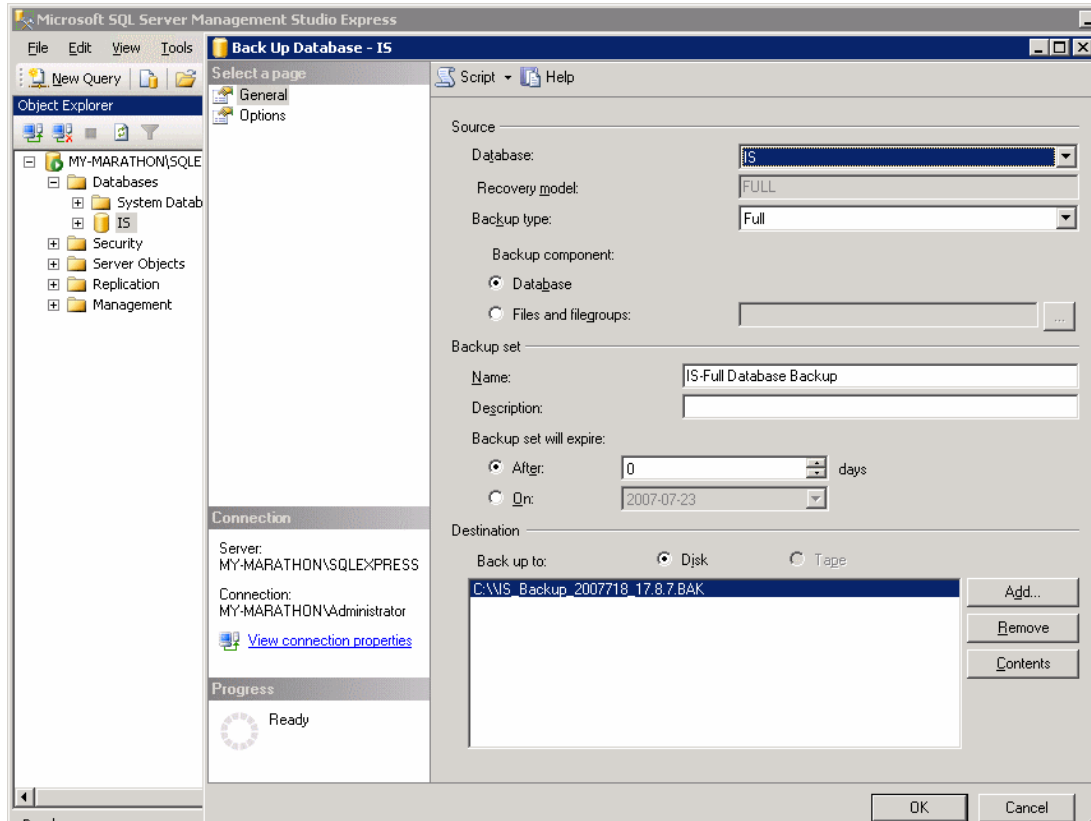 Microsoft SQL Server Management Studio Express
File Edit View Tools
New Query
Object Explorer
MY-MARATHON\SQLE
Databases
System Datab
IS
Security
Server Objects
Replication
Management
Back Up Database - IS
Select a page
General
Options
Script Help
Source
Database: IS
Recovery model: FULL
Backup type: Full
Backup component:
Database
Files and filegroups: ...
Backup set
Name: IS-Full Database Backup
Description:
Backup set will expire:
After: 0 days
On: 2007-07-23
Destination
Back up to: Disk Tape
C:\\IS_Backup_2007718_17.8.7.BAK
Add...
Remove
Contents
Connection
Server:
MY-MARATHON\SQLEXPRESS
Connection:
MY-MARATHON\Administrator
View connection properties
Progress
Ready
OK Cancel